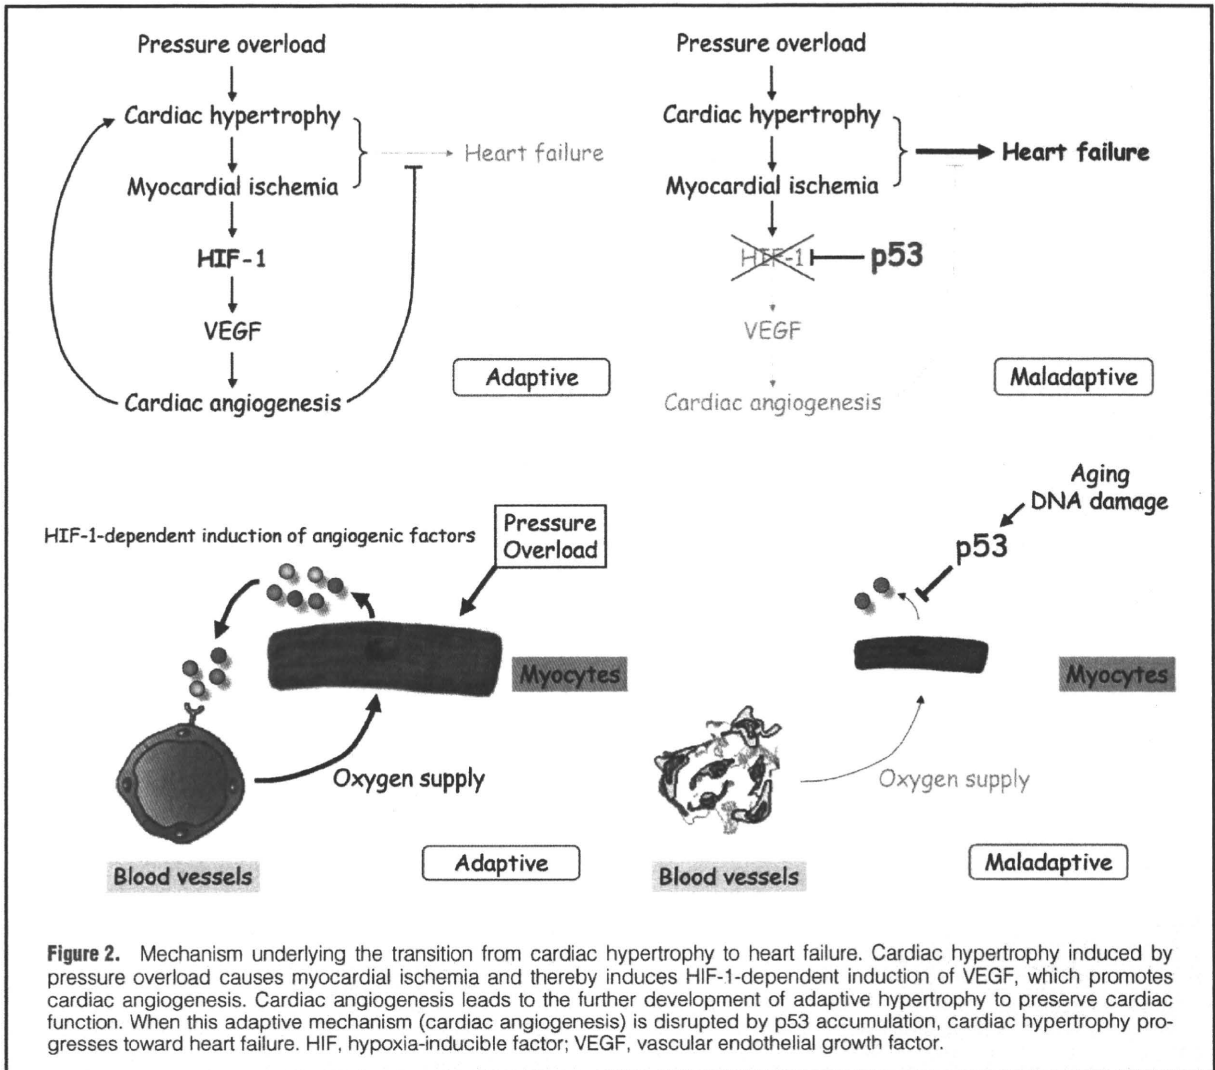 Pressure overload
Cardiac hypertrophy
Myocardial ischemia
Heart failure
HIF-1
VEGF
Cardiac angiogenesis
Adaptive
Pressure overload
Cardiac hypertrophy
Myocardial ischemia
Heart failure
HIF-1
p53
VEGF
Cardiac angiogenesis
Maladaptive
HIF-1-dependent induction of angiogenic factors
Pressure
Overload
Myocytes
Oxygen supply
Blood vessels
Adaptive
Aging
DNA damage
p53
Myocytes
Oxygen supply
Blood vessels
Maladaptive
Figure 2. Mechanism underlying the transition from cardiac hypertrophy to heart failure. Cardiac hypertrophy induced by
pressure overload causes myocardial ischemia and thereby induces HIF-1-dependent induction of VEGF, which promotes
cardiac angiogenesis. Cardiac angiogenesis leads to the further development of adaptive hypertrophy to preserve cardiac
function. When this adaptive mechanism (cardiac angiogenesis) is disrupted by p53 accumulation, cardiac hypertrophy pro-
gresses toward heart failure. HIF, hypoxia-inducible factor; VEGF, vascular endothelial growth factor.